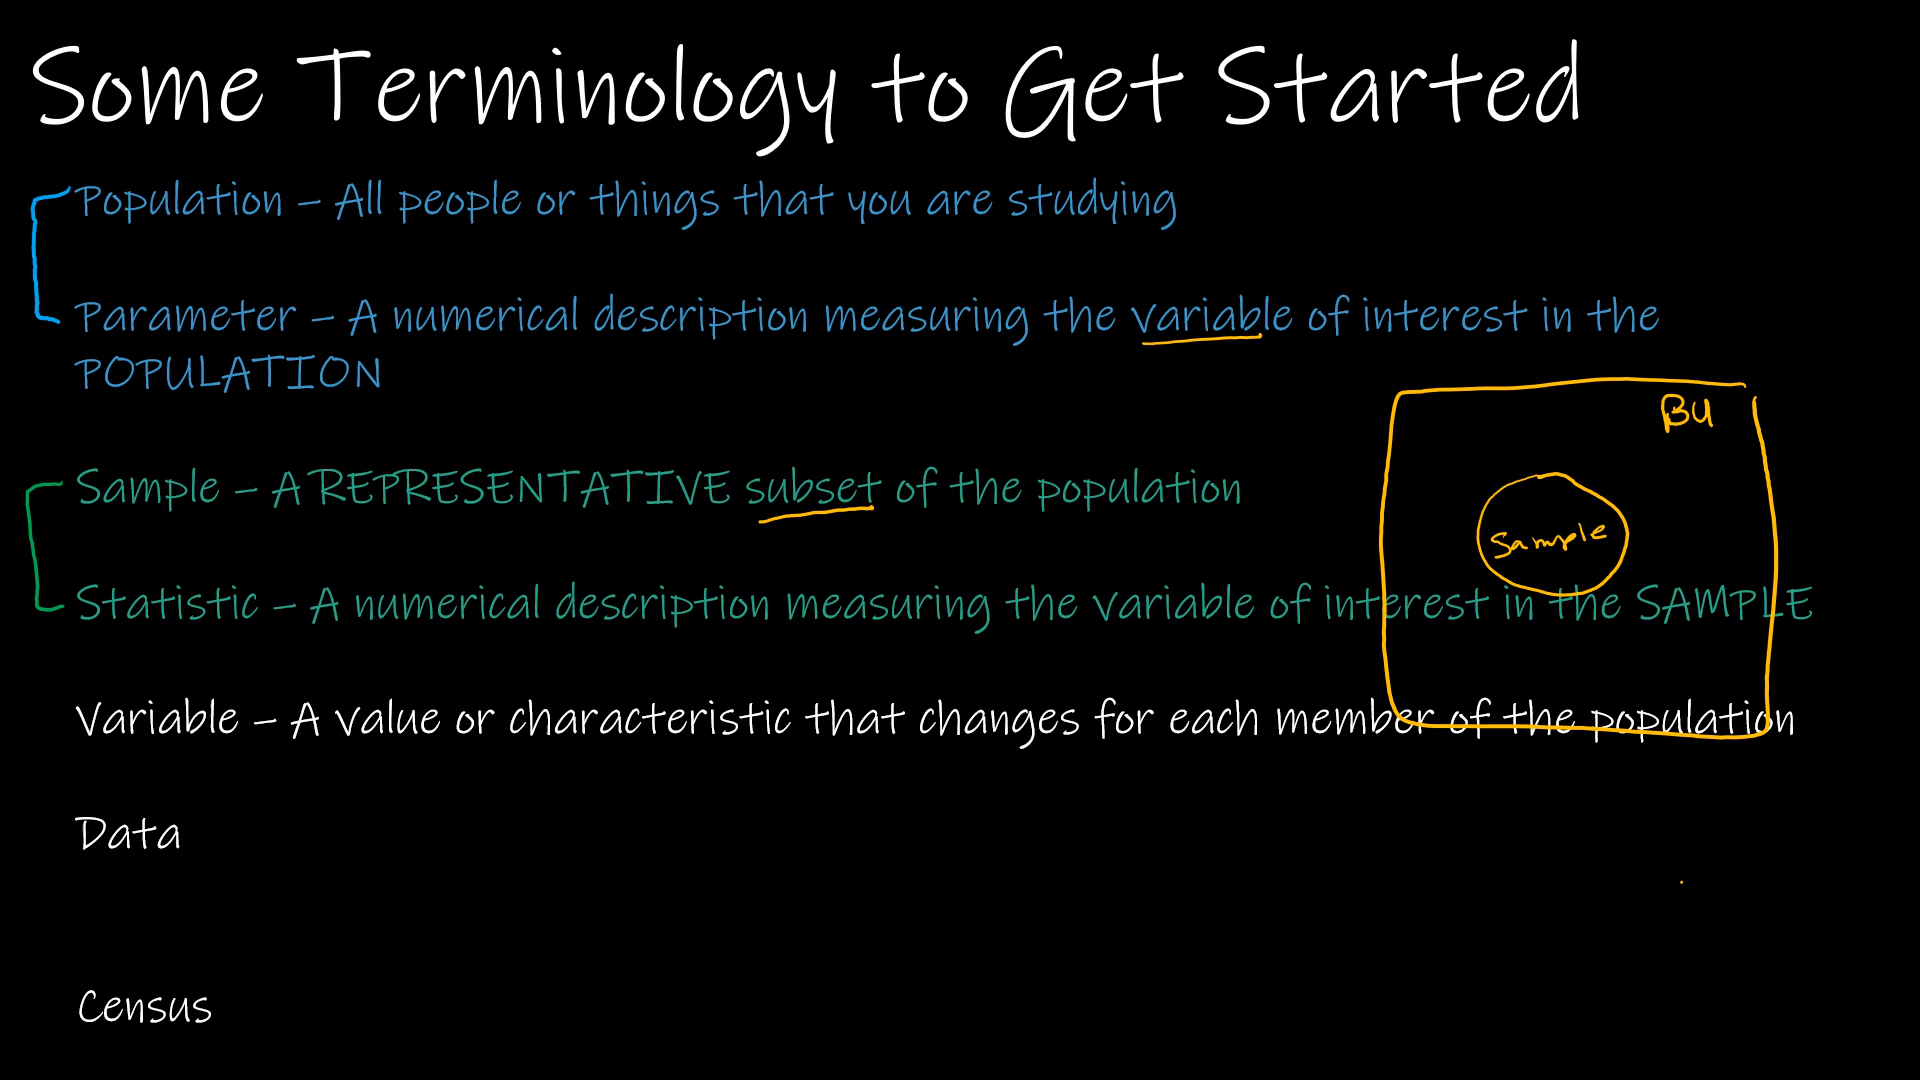 Some Terminology to Get Started
Population – All people or things that you are studying
Parameter – A numerical description measuring the variable of interest in the
POPULATION
BU
Sample – A REPRESENTATIVE subset of the population
Sample
Statistic – A numerical description measuring the variable of interest in the SAMPLE
Variable – A value or characteristic that changes for each member of the population
Data
Census